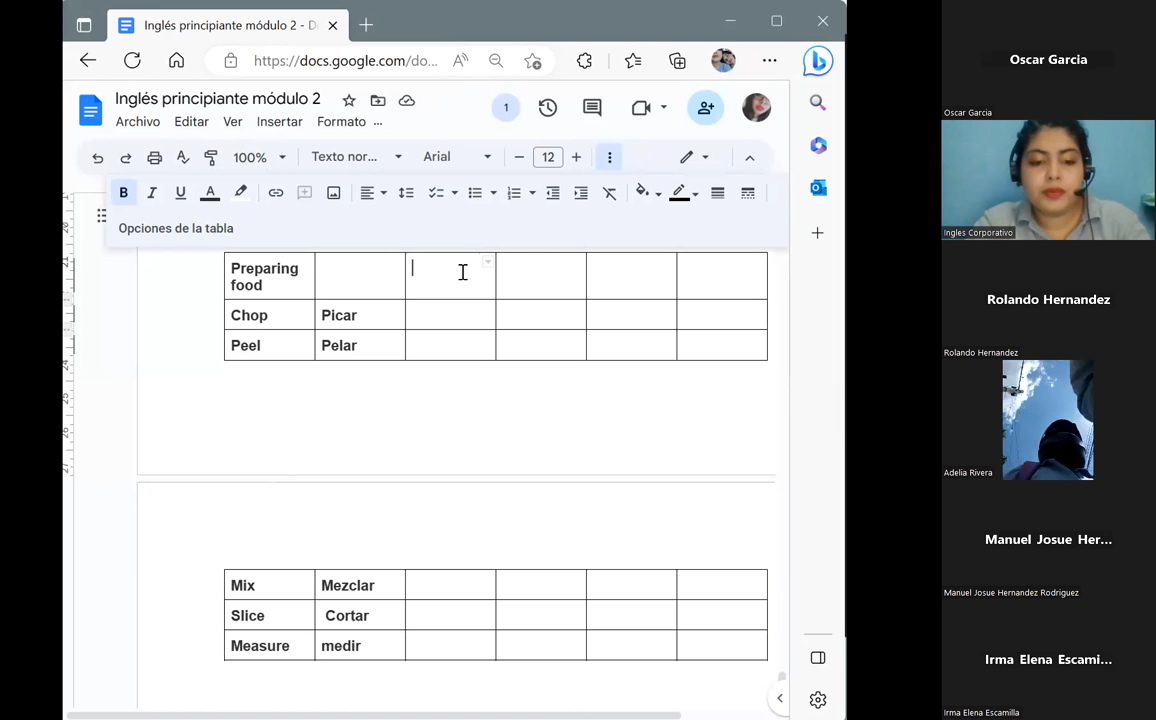 Inglés principiante módulo 2 - D
https://docs.google.com/do...
Inglés principiante módulo 2
1
Archivo Editar Ver Insertar Formato ...
100% Texto nor... Arial 12
B I U A
Opciones de la tabla
Preparing food
Chop Picar
Peel Pelar
Mix Mezclar
Slice Cortar
Measure medir
Oscar Garcia
Oscar Garcia
Ingles Corporativo
Rolando Hernandez
Rolando Hernandez
Adelia Rivera
Manuel Josue Her...
Manuel Josue Hernandez Rodriguez
Irma Elena Escami...
Irma Elena Escamilla